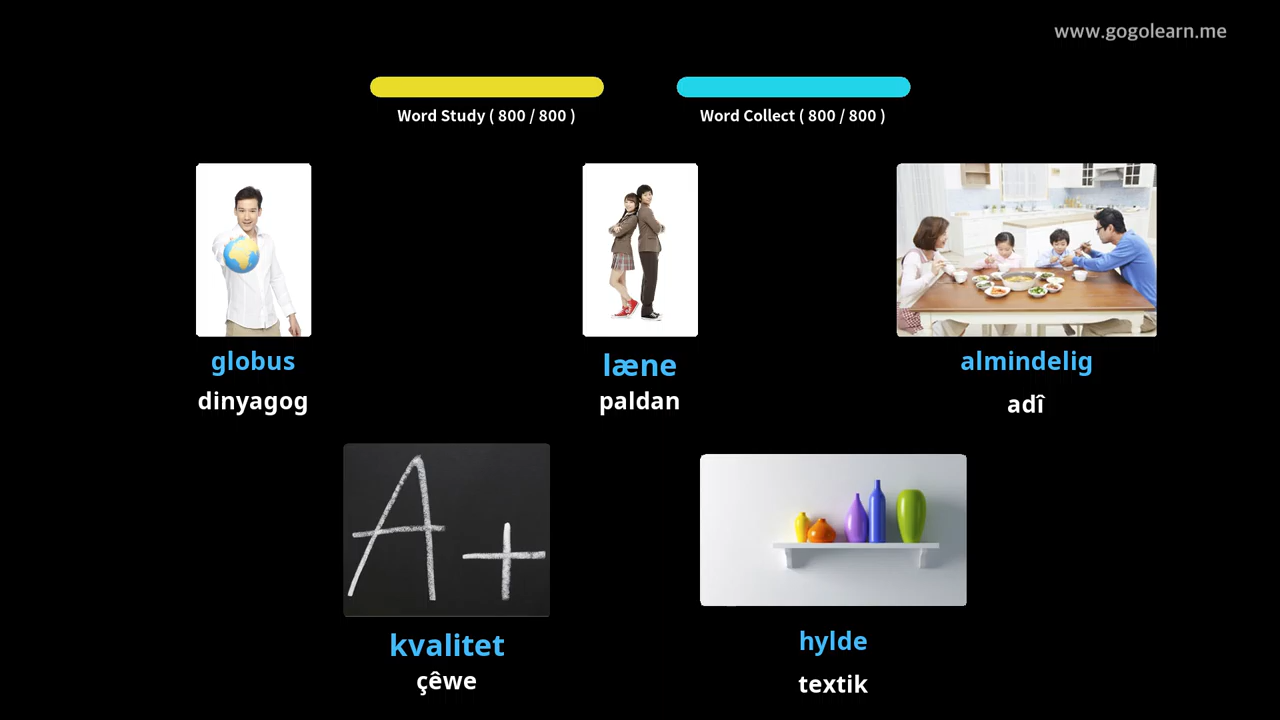 www.gogolearn.me
Word Study ( 800 / 800 )
Word Collect ( 800 / 800 )
globus
dinyagog
læne
paldan
almindelig
adî
A+
kvalitet
çêwe
hylde
textik